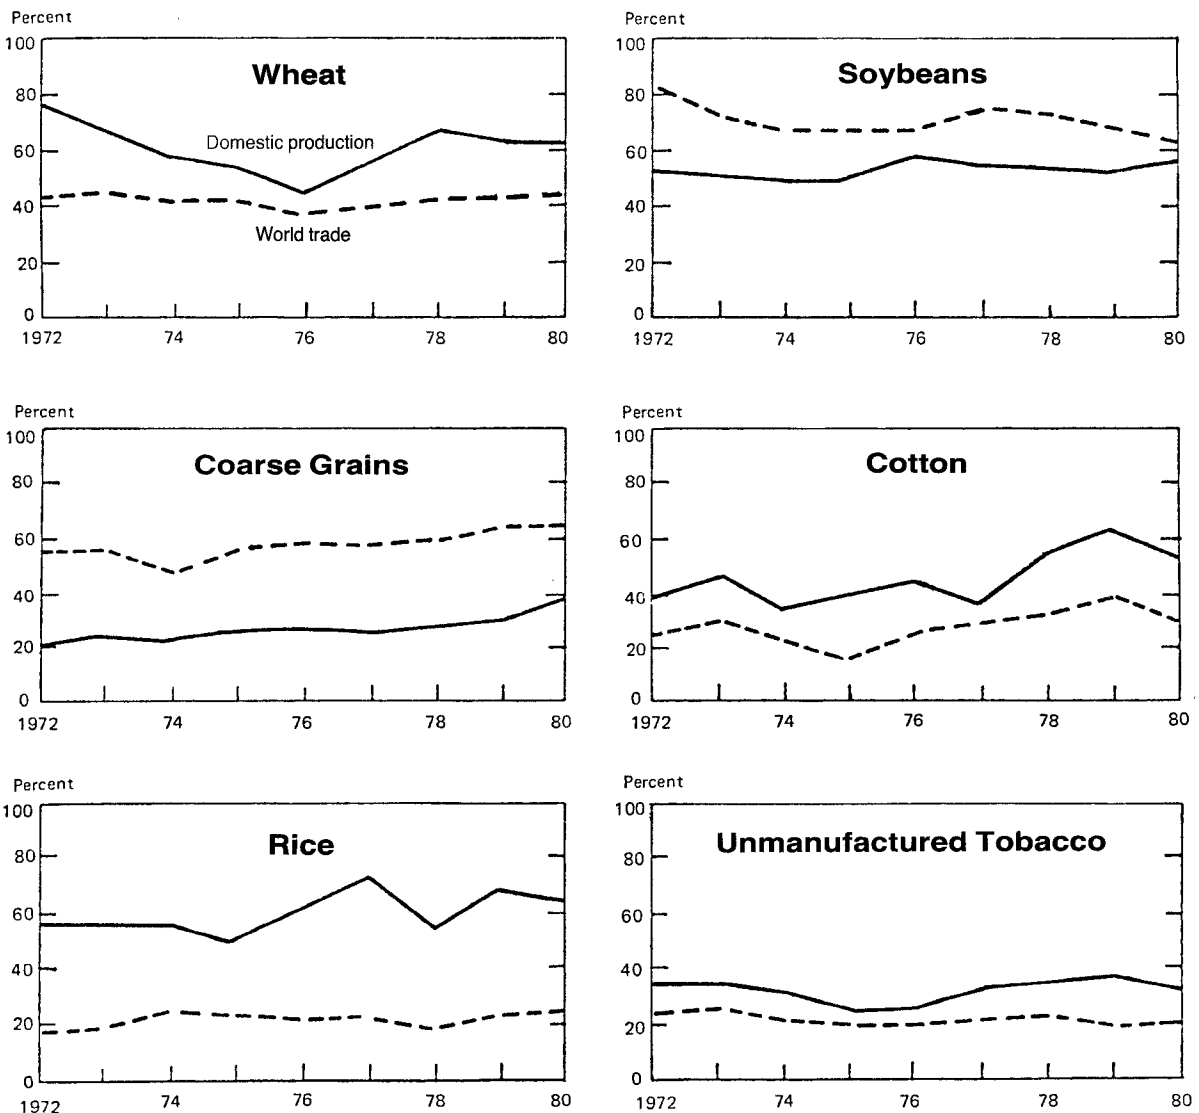 Percent
100
Wheat
80
Domestic production
60
40
World trade
20
0
1972 74 76 78 80
Percent
100
Soybeans
80
60
40
20
0
1972 74 76 78 80
Percent
100
Coarse Grains
80
60
40
20
0
1972 74 76 78 80
Percent
100
Cotton
80
60
40
20
0
1972 74 76 78 80
Percent
100
Rice
80
60
40
20
0
1972 74 76 78 80
Percent
100
Unmanufactured Tobacco
80
60
40
20
0
1972 74 76 78 80